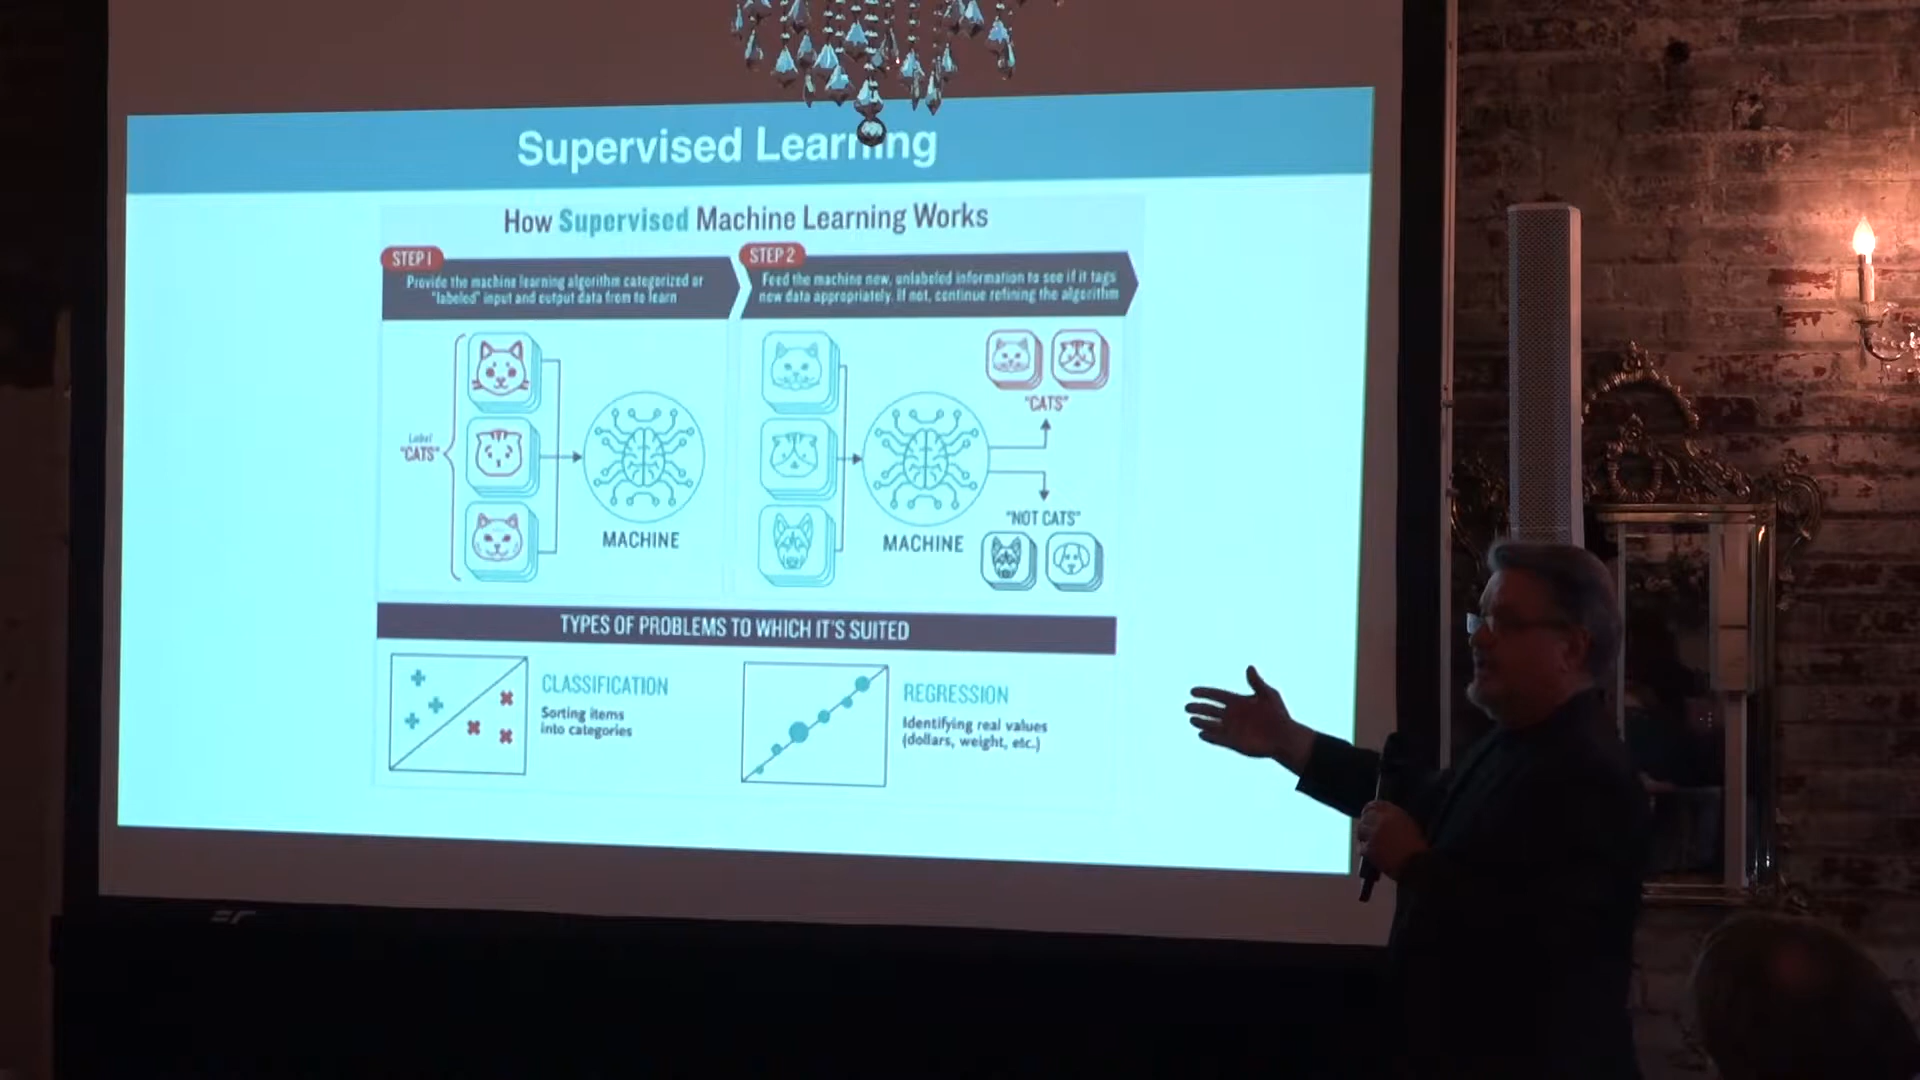 Supervised Learning
How Supervised Machine Learning Works
STEP 1
Provide the machine learning algorithm categorized or
"labeled" input and output data from to learn
STEP 2
Feed the machine new, unlabeled information to see if it tags
new data appropriately. If not, continue refining the algorithm
Label
"CATS"
MACHINE
MACHINE
"CATS"
"NOT CATS"
TYPES OF PROBLEMS TO WHICH IT'S SUITED
CLASSIFICATION
Sorting items
into categories
REGRESSION
Identifying real values
(dollars, weight, etc.)